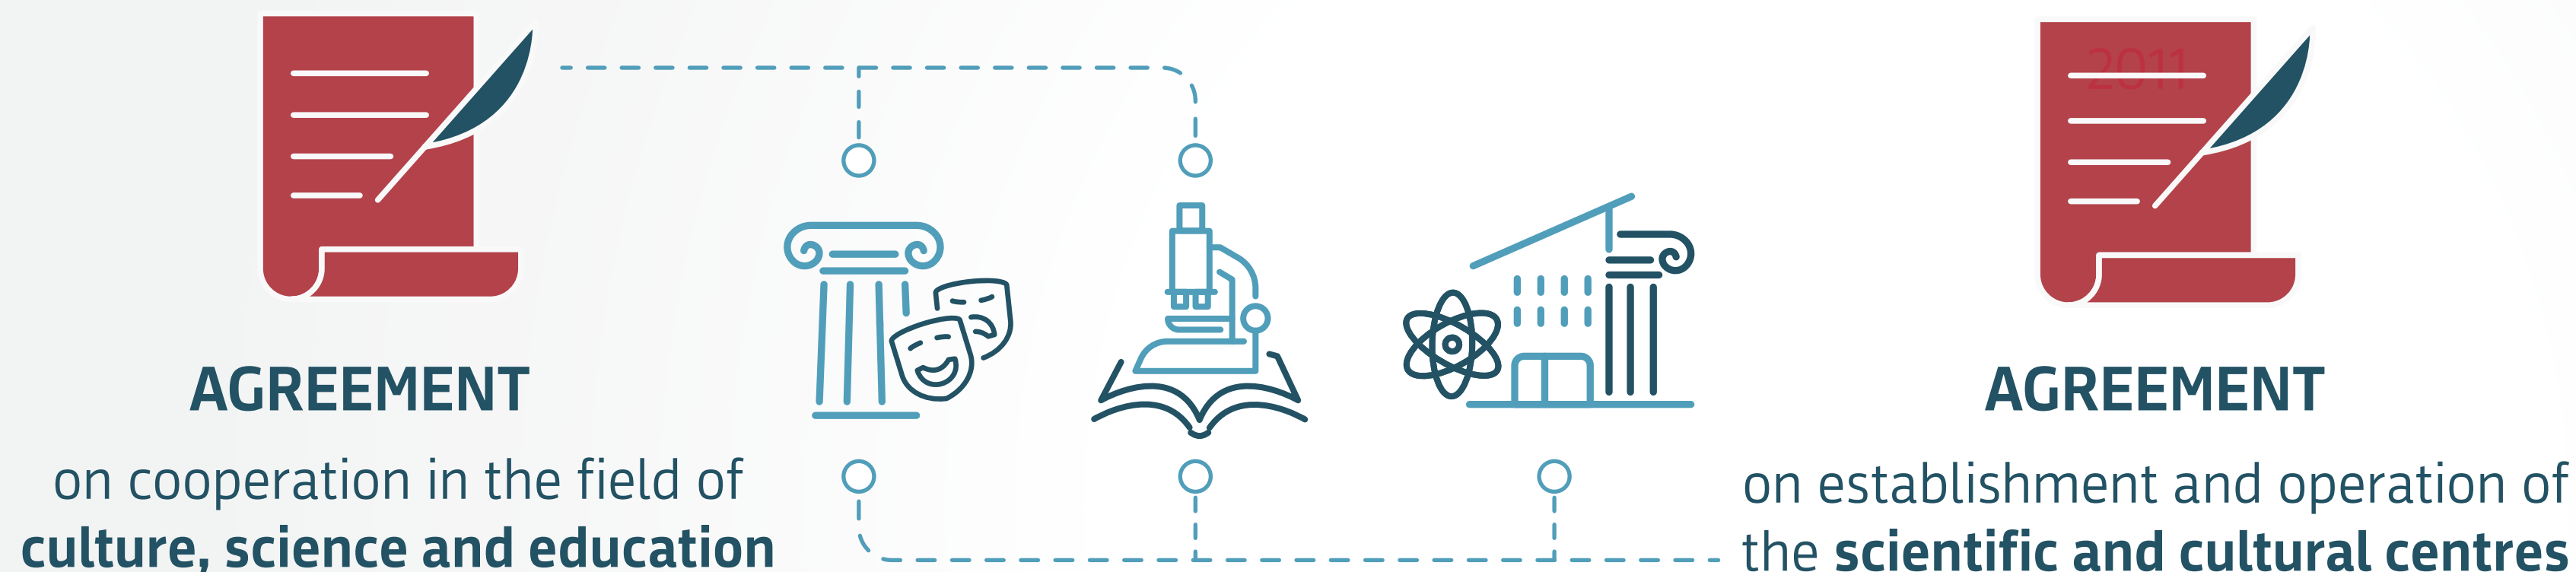 AGREEMENT
on cooperation in the field of
culture, science and education
2011
AGREEMENT
on establishment and operation of
the scientific and cultural centres